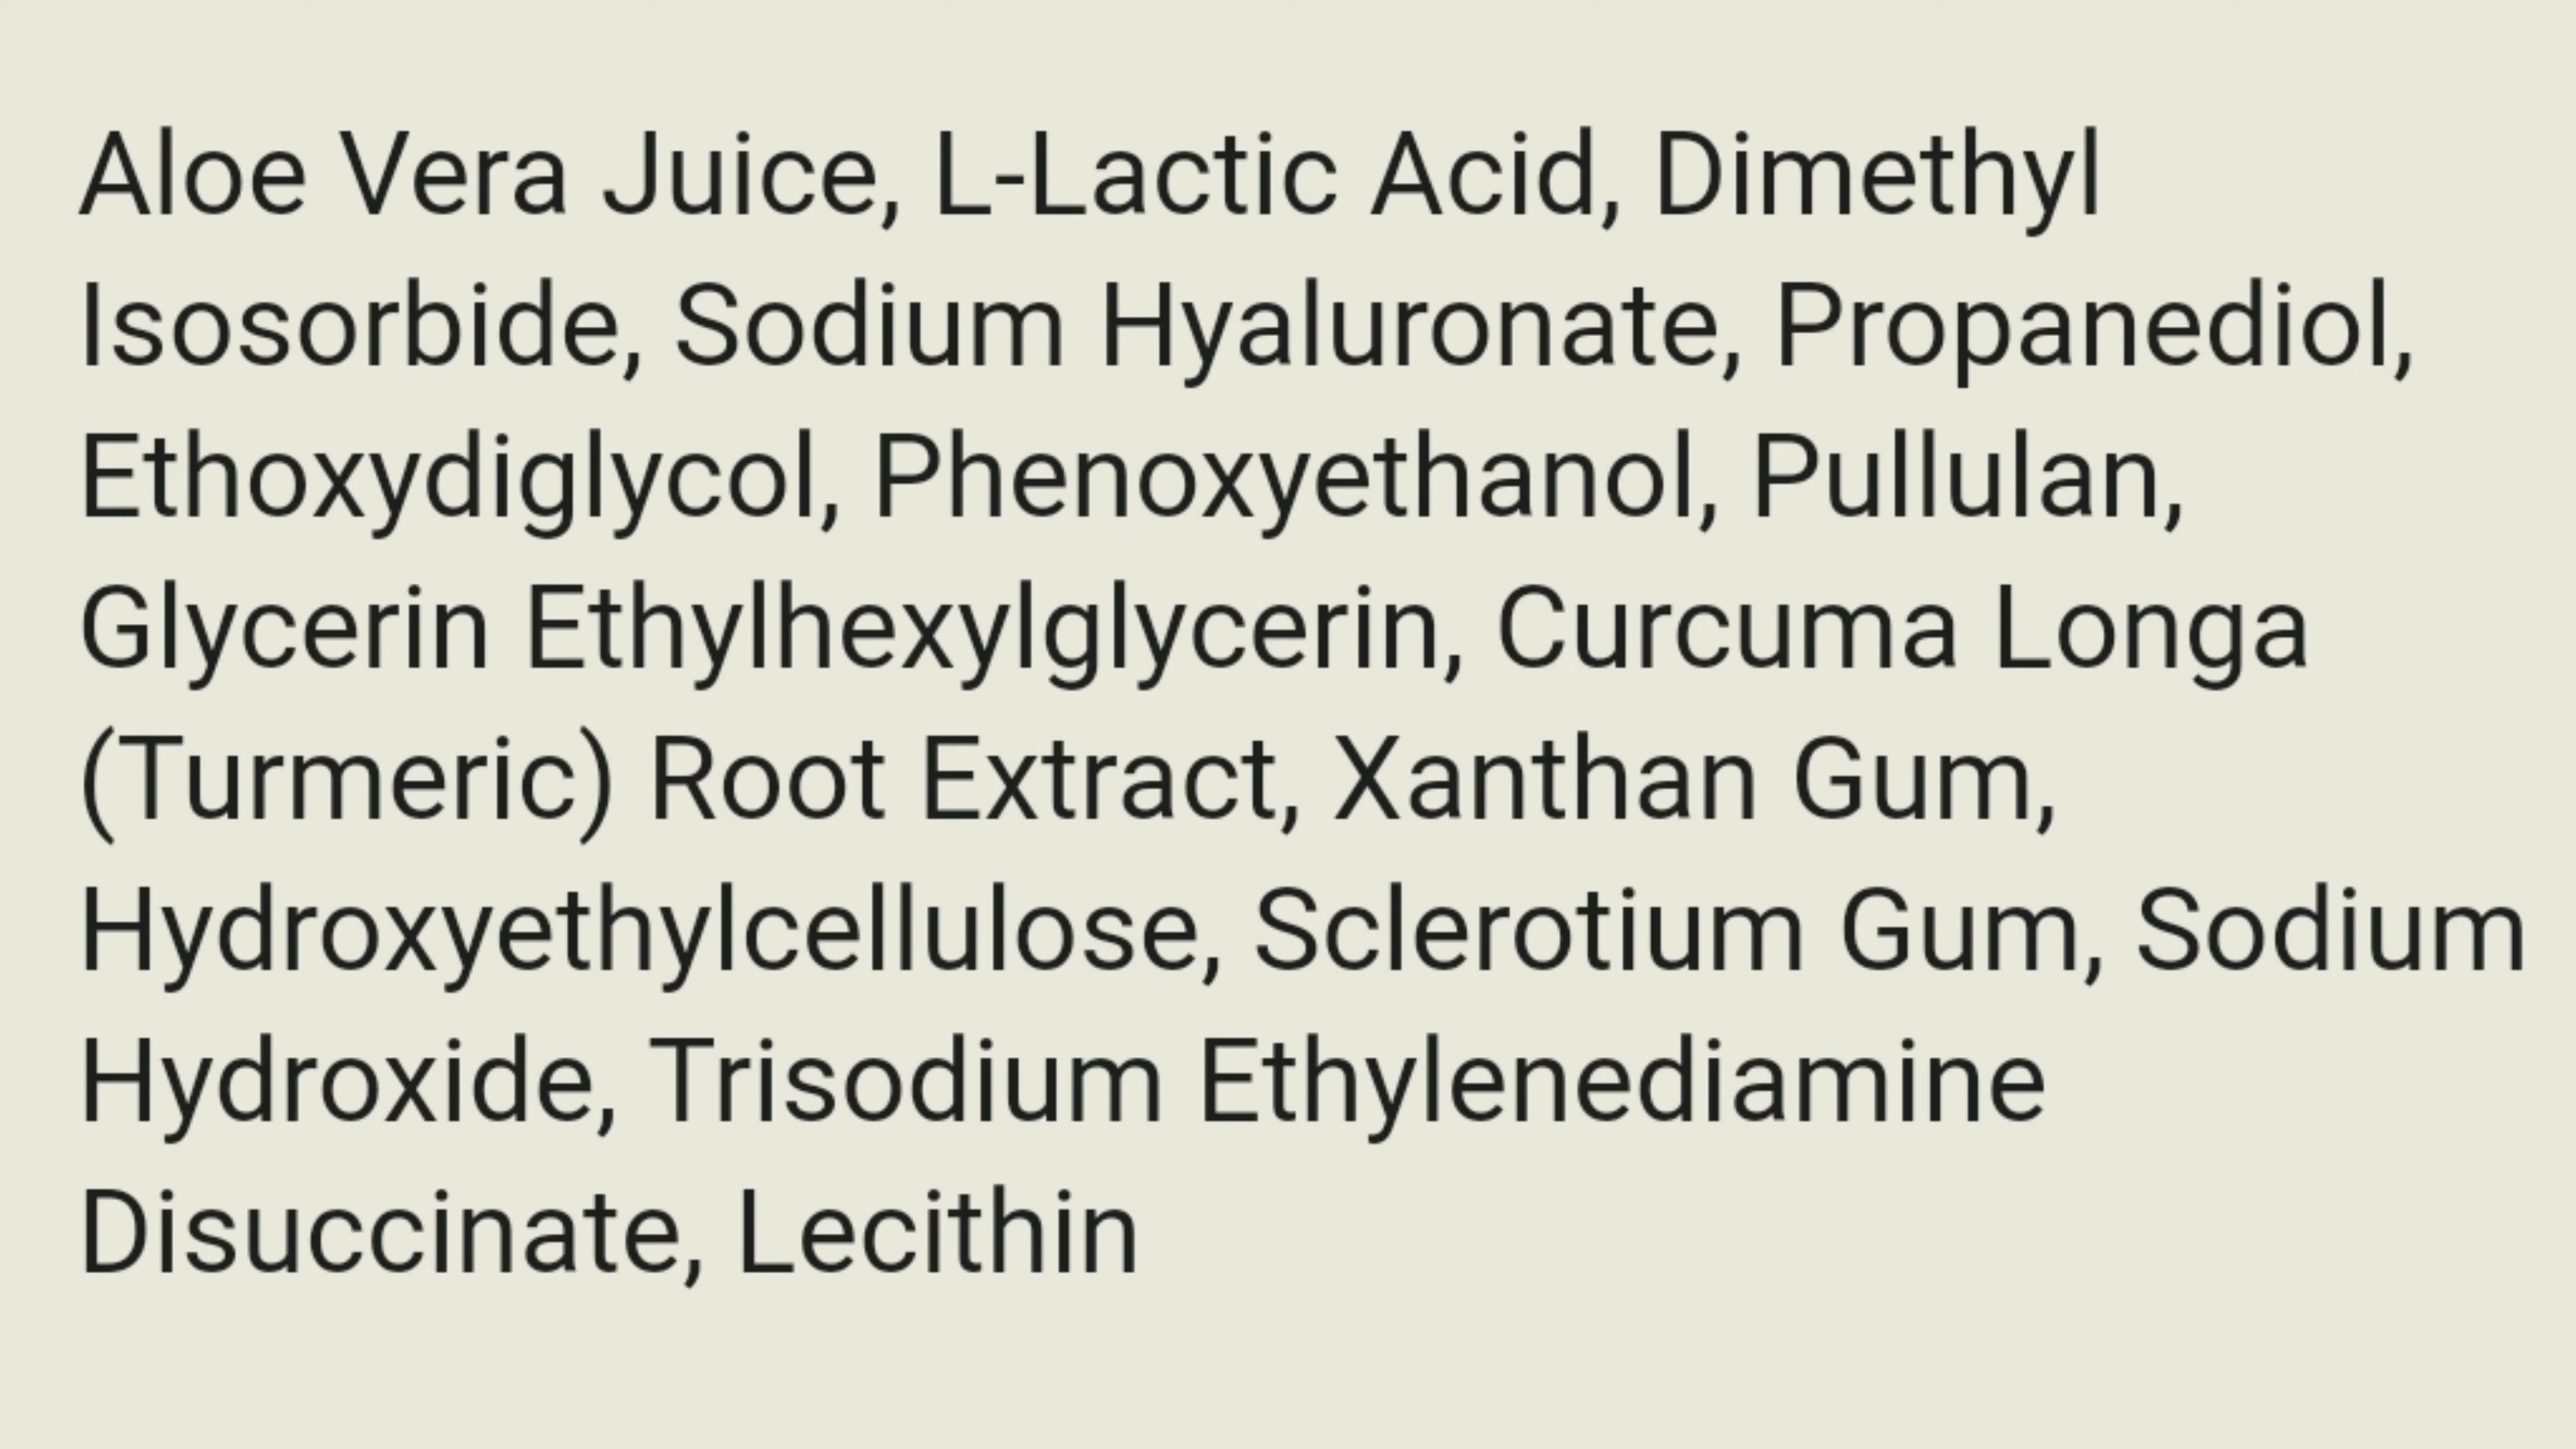 Aloe Vera Juice, L-Lactic Acid, Dimethyl
Isosorbide, Sodium Hyaluronate, Propanediol,
Ethoxydiglycol, Phenoxyethanol, Pullulan,
Glycerin Ethylhexylglycerin, Curcuma Longa
(Turmeric) Root Extract, Xanthan Gum,
Hydroxyethylcellulose, Sclerotium Gum, Sodium
Hydroxide, Trisodium Ethylenediamine
Disuccinate, Lecithin